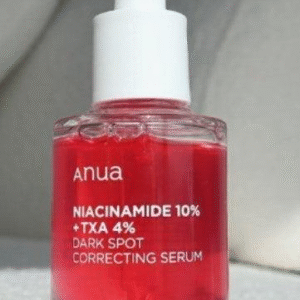 Anua
NIACINAMIDE 10%
+TXA 4%
DARK SPOT
CORRECTING SERUM